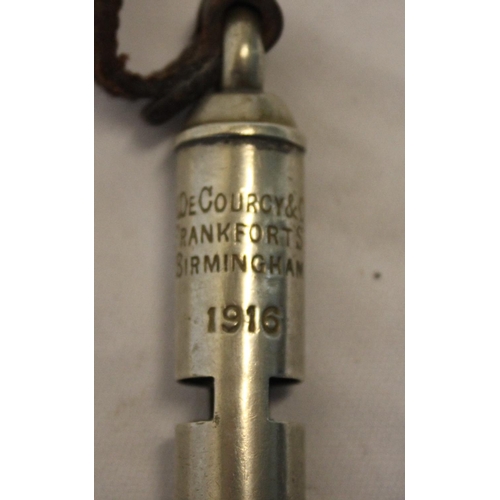 DeCourcy & C
FRANKFORT S
BIRMINGHAM
1916